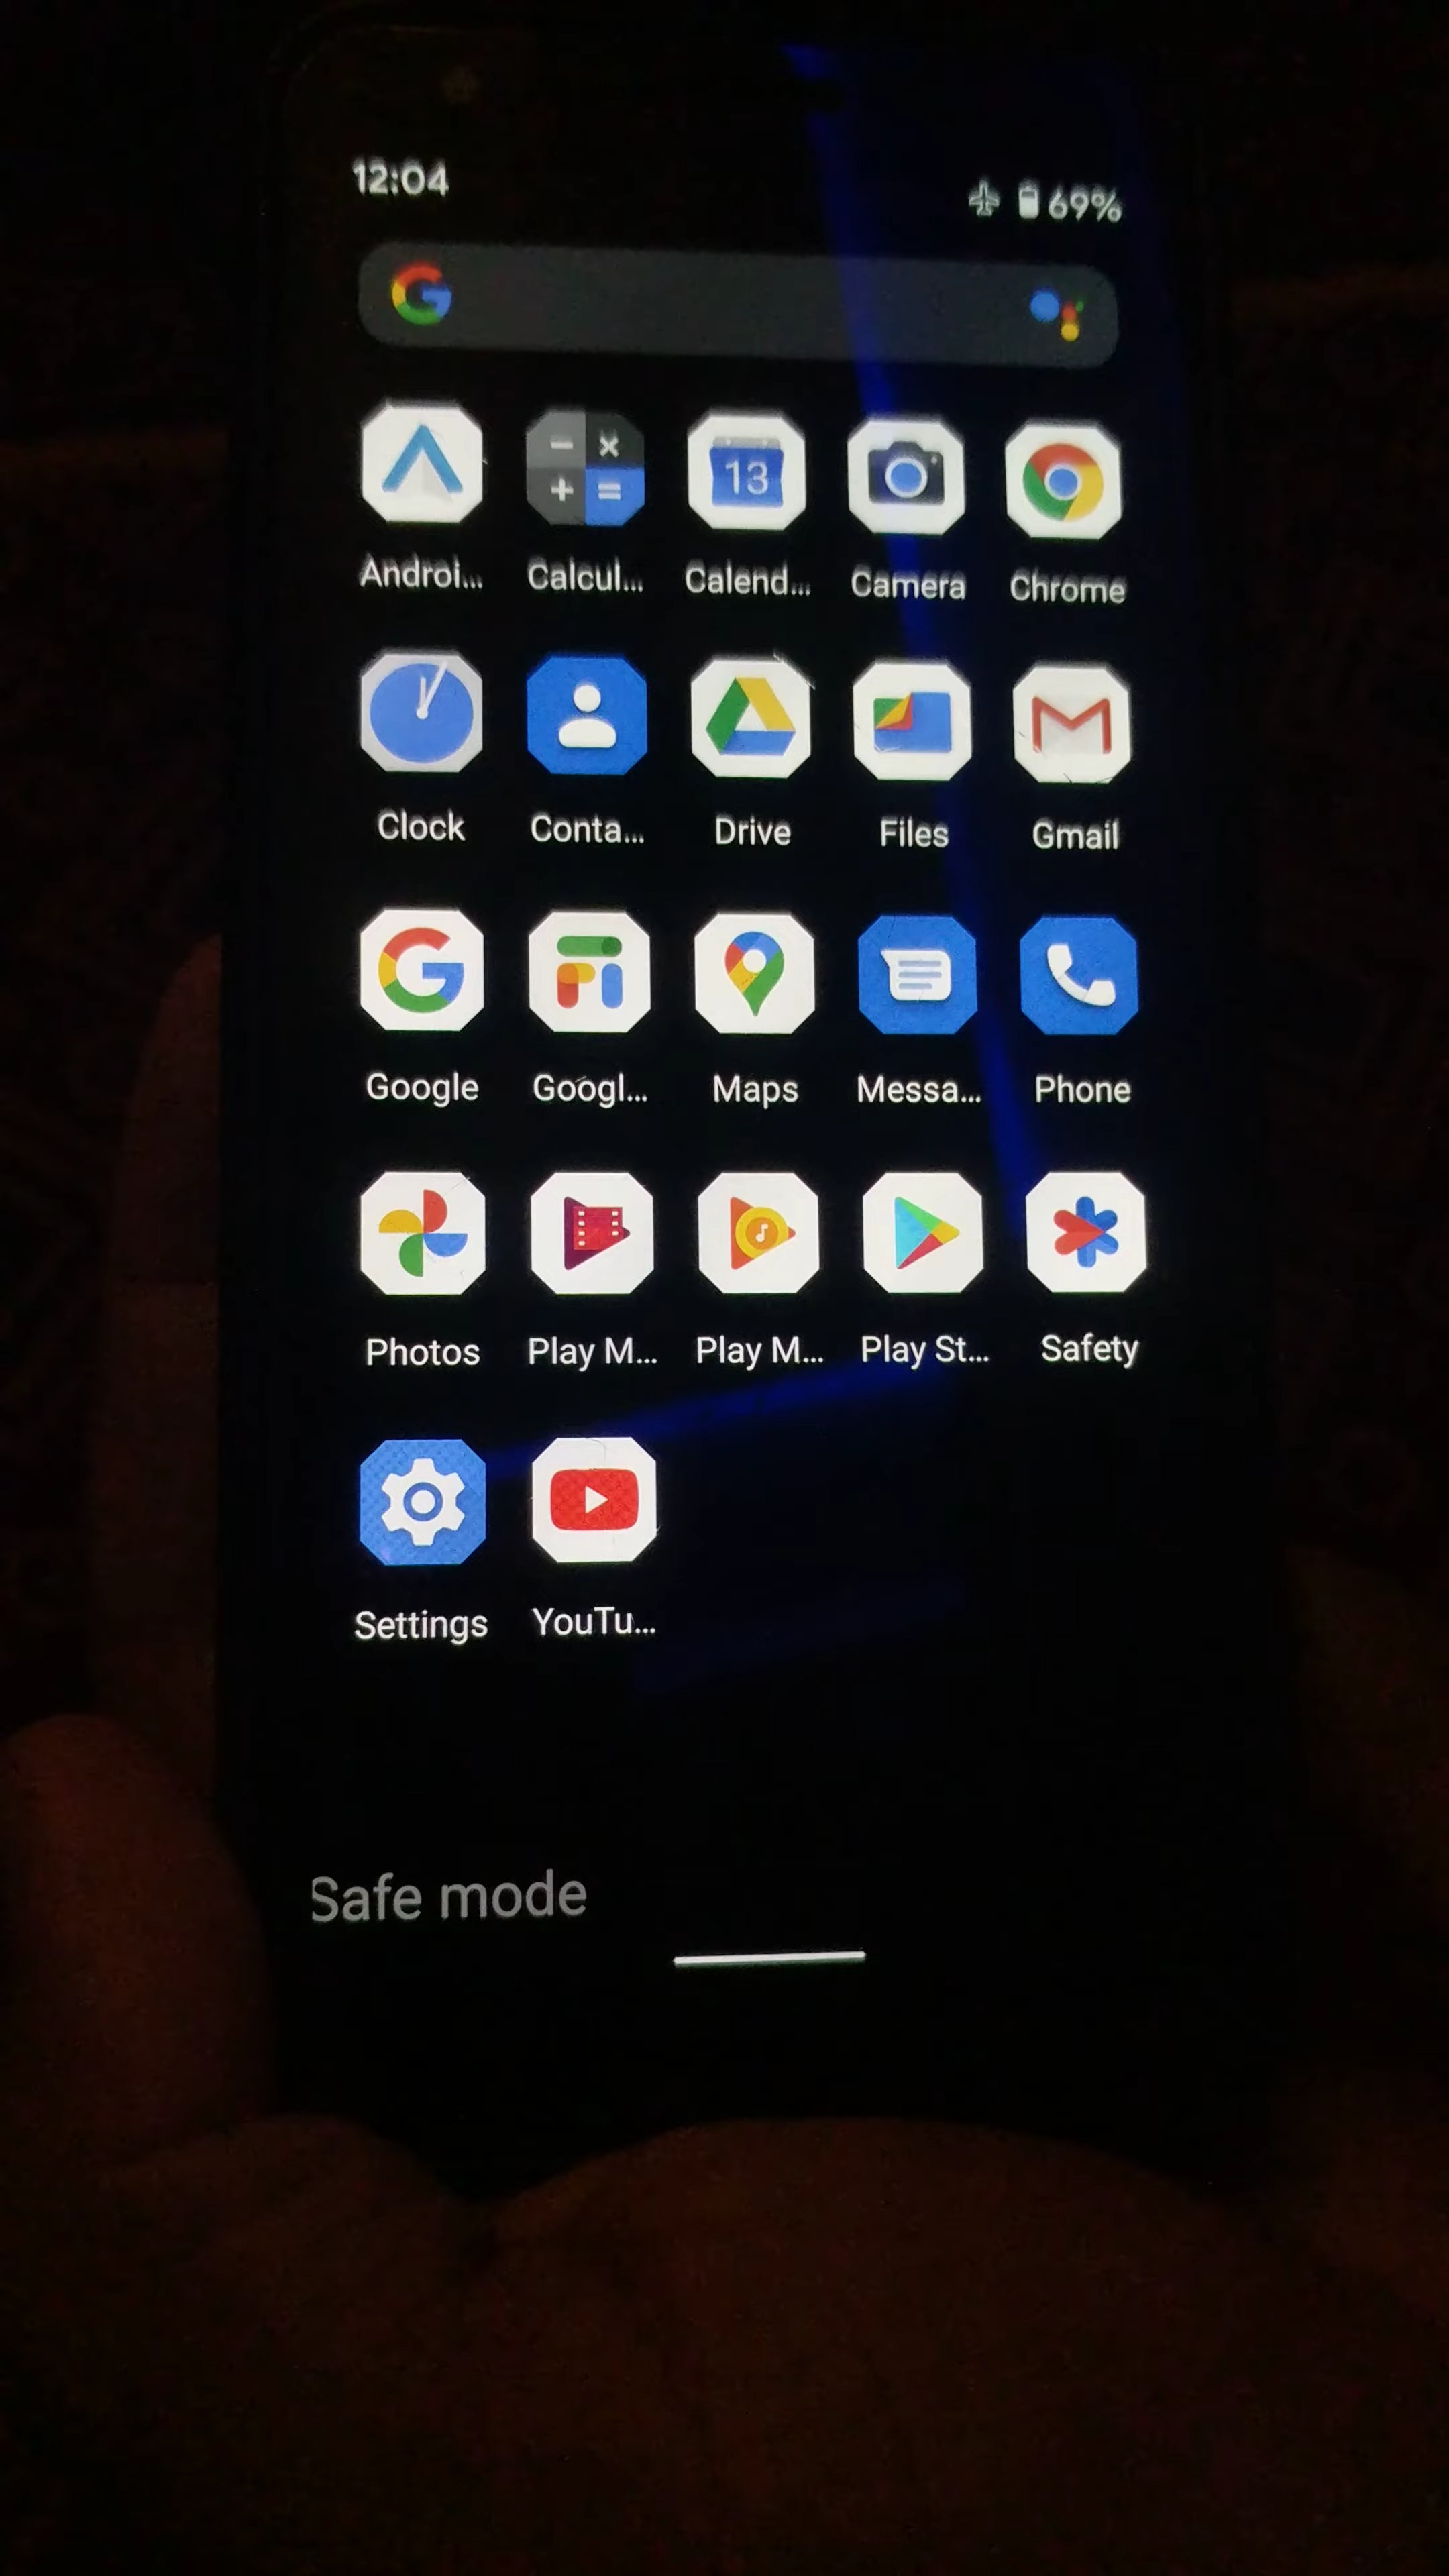 12:04 69%
G
13
Androi... Calcul... Calend... Camera Chrome
Clock Conta... Drive Files Gmail
Google Googl... Maps Messa... Phone
Photos Play M... Play M... Play St... Safety
Settings YouTu...
Safe mode